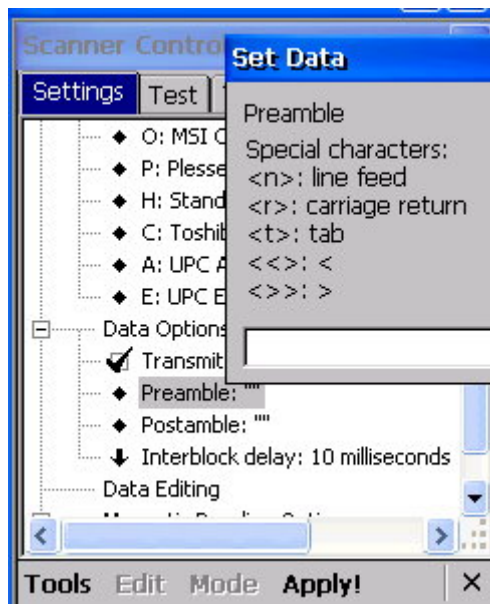 Scanner Contro
Set Data
Settings
Test
Preamble
Special characters:
<n>: line feed
<r>: carriage return
<t>: tab
<<>: <
<>>: >
O: MSI
P: Plesse
H: Stand
C: Toshib
A: UPC A
E: UPC E
Data Options
Transmit
Preamble: ""
Postamble: ""
Interblock delay: 10 milliseconds
Data Editing
Tools Edit Mode Apply!